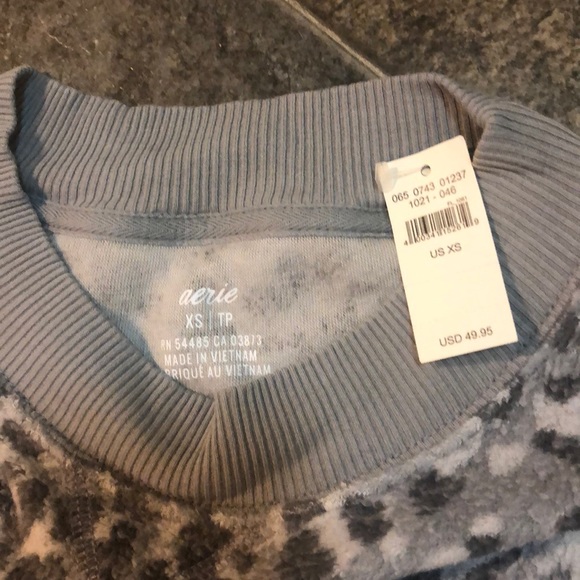 aerie
XS | TP
RN 54485 CA 03873
MADE IN VIETNAM
BRIQUÉ AU VIETNAM
065 0743 01237
1021 - 046
US XS
USD 49.95